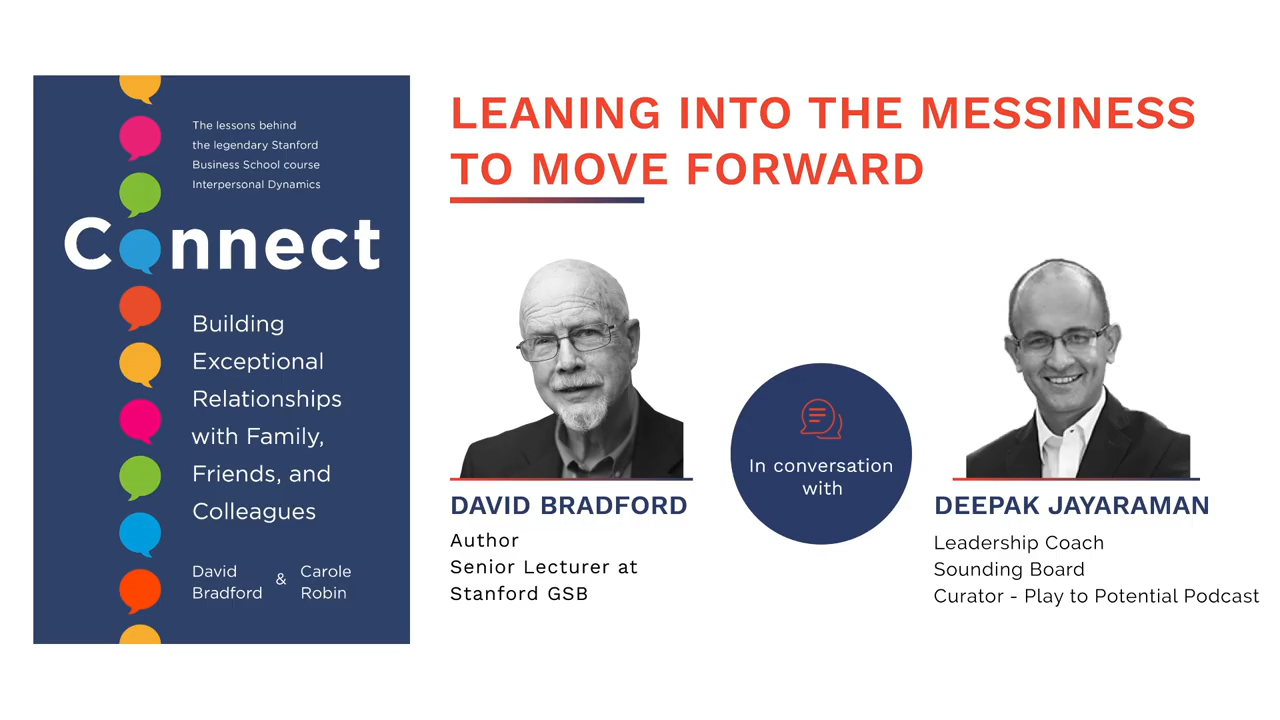 The lessons behind
the legendary Stanford
Business School course
Interpersonal Dynamics
Connect
Building
Exceptional
Relationships
with Family,
Friends, and
Colleagues
David
Bradford
&
Carole
Robin
LEANING INTO THE MESSINESS
TO MOVE FORWARD
DAVID BRADFORD
Author
Senior Lecturer at
Stanford GSB
In conversation
with
DEEPAK JAYARAMAN
Leadership Coach
Sounding Board
Curator - Play to Potential Podcast